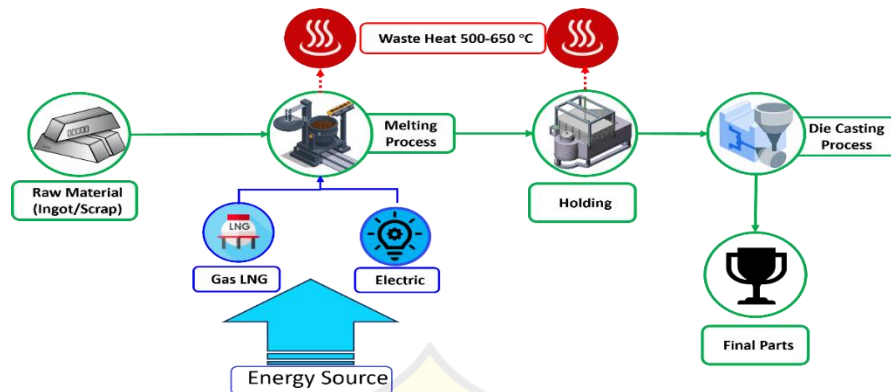 Waste Heat 500-650 °C
Raw Material
(Ingot/Scrap)
Melting
Process
Holding
Die Casting
Process
LNG
Gas LNG
Electric
Final Parts
Energy Source